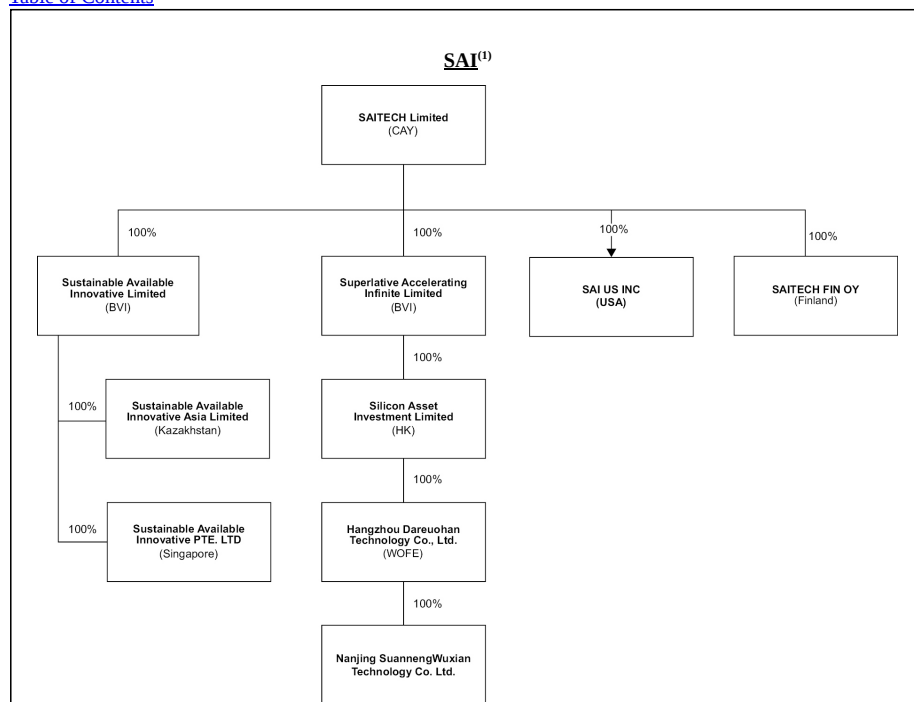 Table of Contents
SAI(1)
SAITECH Limited
(CAY)
100%
100%
100%
100%
Sustainable Available
Innovative Limited
(BVI)
Superlative Accelerating
Infinite Limited
(BVI)
SAI US INC
(USA)
SAITECH FIN OY
(Finland)
100%
100%
Sustainable Available
Innovative Asia Limited
(Kazakhstan)
Silicon Asset
Investment Limited
(HK)
100%
100%
Sustainable Available
Innovative PTE. LTD
(Singapore)
Hangzhou Dareuohan
Technology Co., Ltd.
(WOFE)
100%
Nanjing SuannengWuxian
Technology Co. Ltd.